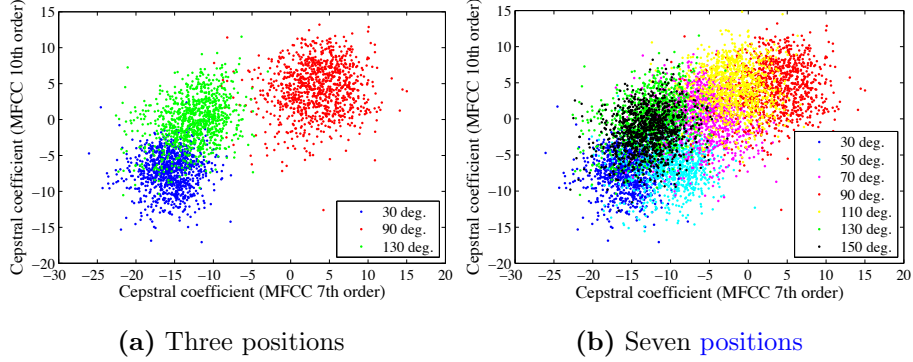 Cepstral coefficient (MFCC 10th order)
15
10
5
0
−5
−10
−15
−20
−30
−25
−20
−15
−10
−5
0
5
10
15
20
Cepstral coefficient (MFCC 7th order)
30 deg.
90 deg.
130 deg.
(a) Three positions
Cepstral coefficient (MFCC 10th order)
15
10
5
0
−5
−10
−15
−20
−30
−25
−20
−15
−10
−5
0
5
10
15
20
Cepstral coefficient (MFCC 7th order)
30 deg.
50 deg.
70 deg.
90 deg.
110 deg.
130 deg.
150 deg.
(b) Seven positions